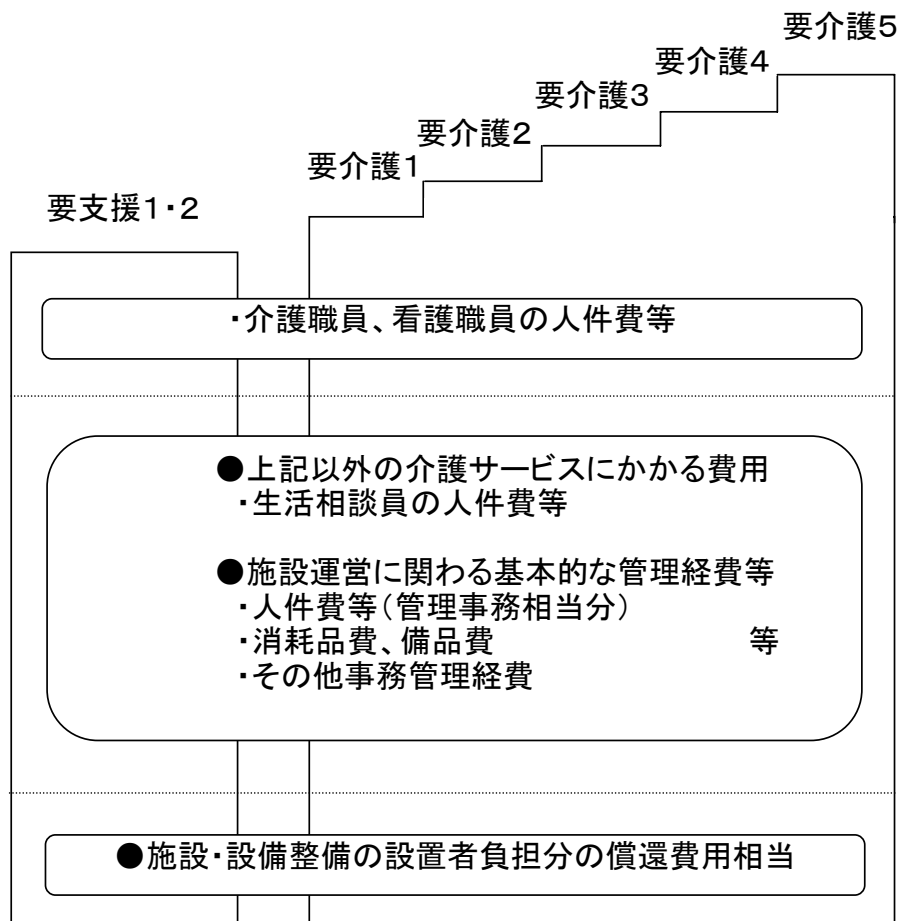 要介護5
要介護4
要介護3
要介護2
要介護1
要支援1・2
・介護職員、看護職員の人件費等
●上記以外の介護サービスにかかる費用
・生活相談員の人件費等
●施設運営に関わる基本的な管理経費等
・人件費等(管理事務相当分)
・消耗品費、備品費 等
・その他事務管理経費
●施設・設備整備の設置者負担分の償還費用相当